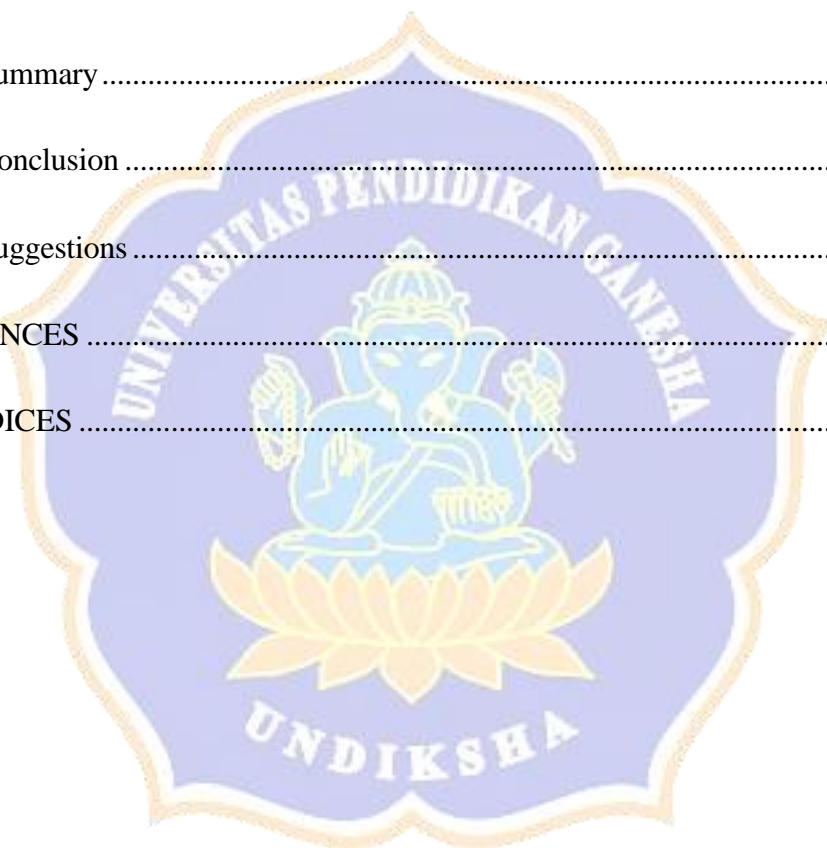 ummary ....................................................................................................
onclusion ....................................................................................................
UNIVERSITAS PENDIDIKAN GANESHA
uggestions ....................................................................................................
NCES ....................................................................................................
DICES ....................................................................................................
UNDIKSHA